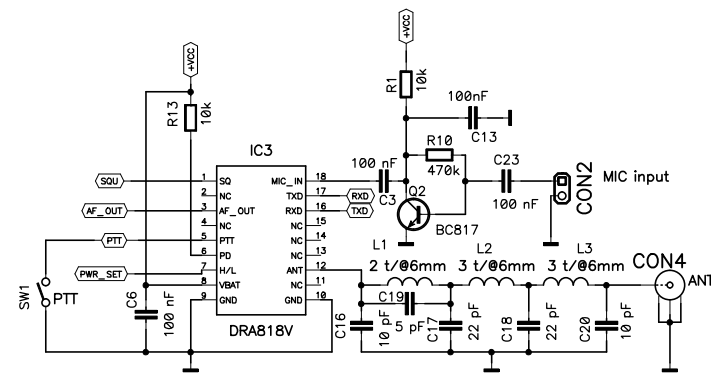 +VCC
+VCC
R13
10k
R1
10k
100nF
C13
IC3
R10
470k
C23
100 nF
CON2
MIC input
100 nF
C3
Q2
BC817
SQU
1
SQ
MIC_IN
18
2
NC
TXD
17
RXD
AF_OUT
3
AF_OUT
RXD
16
TXD
4
NC
NC
15
PTT
5
PTT
NC
14
6
PD
NC
13
PWR_SET
7
H/L
ANT
12
8
VBAT
NC
11
9
GND
GND
10
DRA818V
SW1
PTT
C6
100 nF
L1
2 t/@6mm
L2
3 t/@6mm
L3
3 t/@6mm
CON4
ANT
C19
5 pF
C16
10 pF
C17
22 pF
C18
22 pF
C20
10 pF